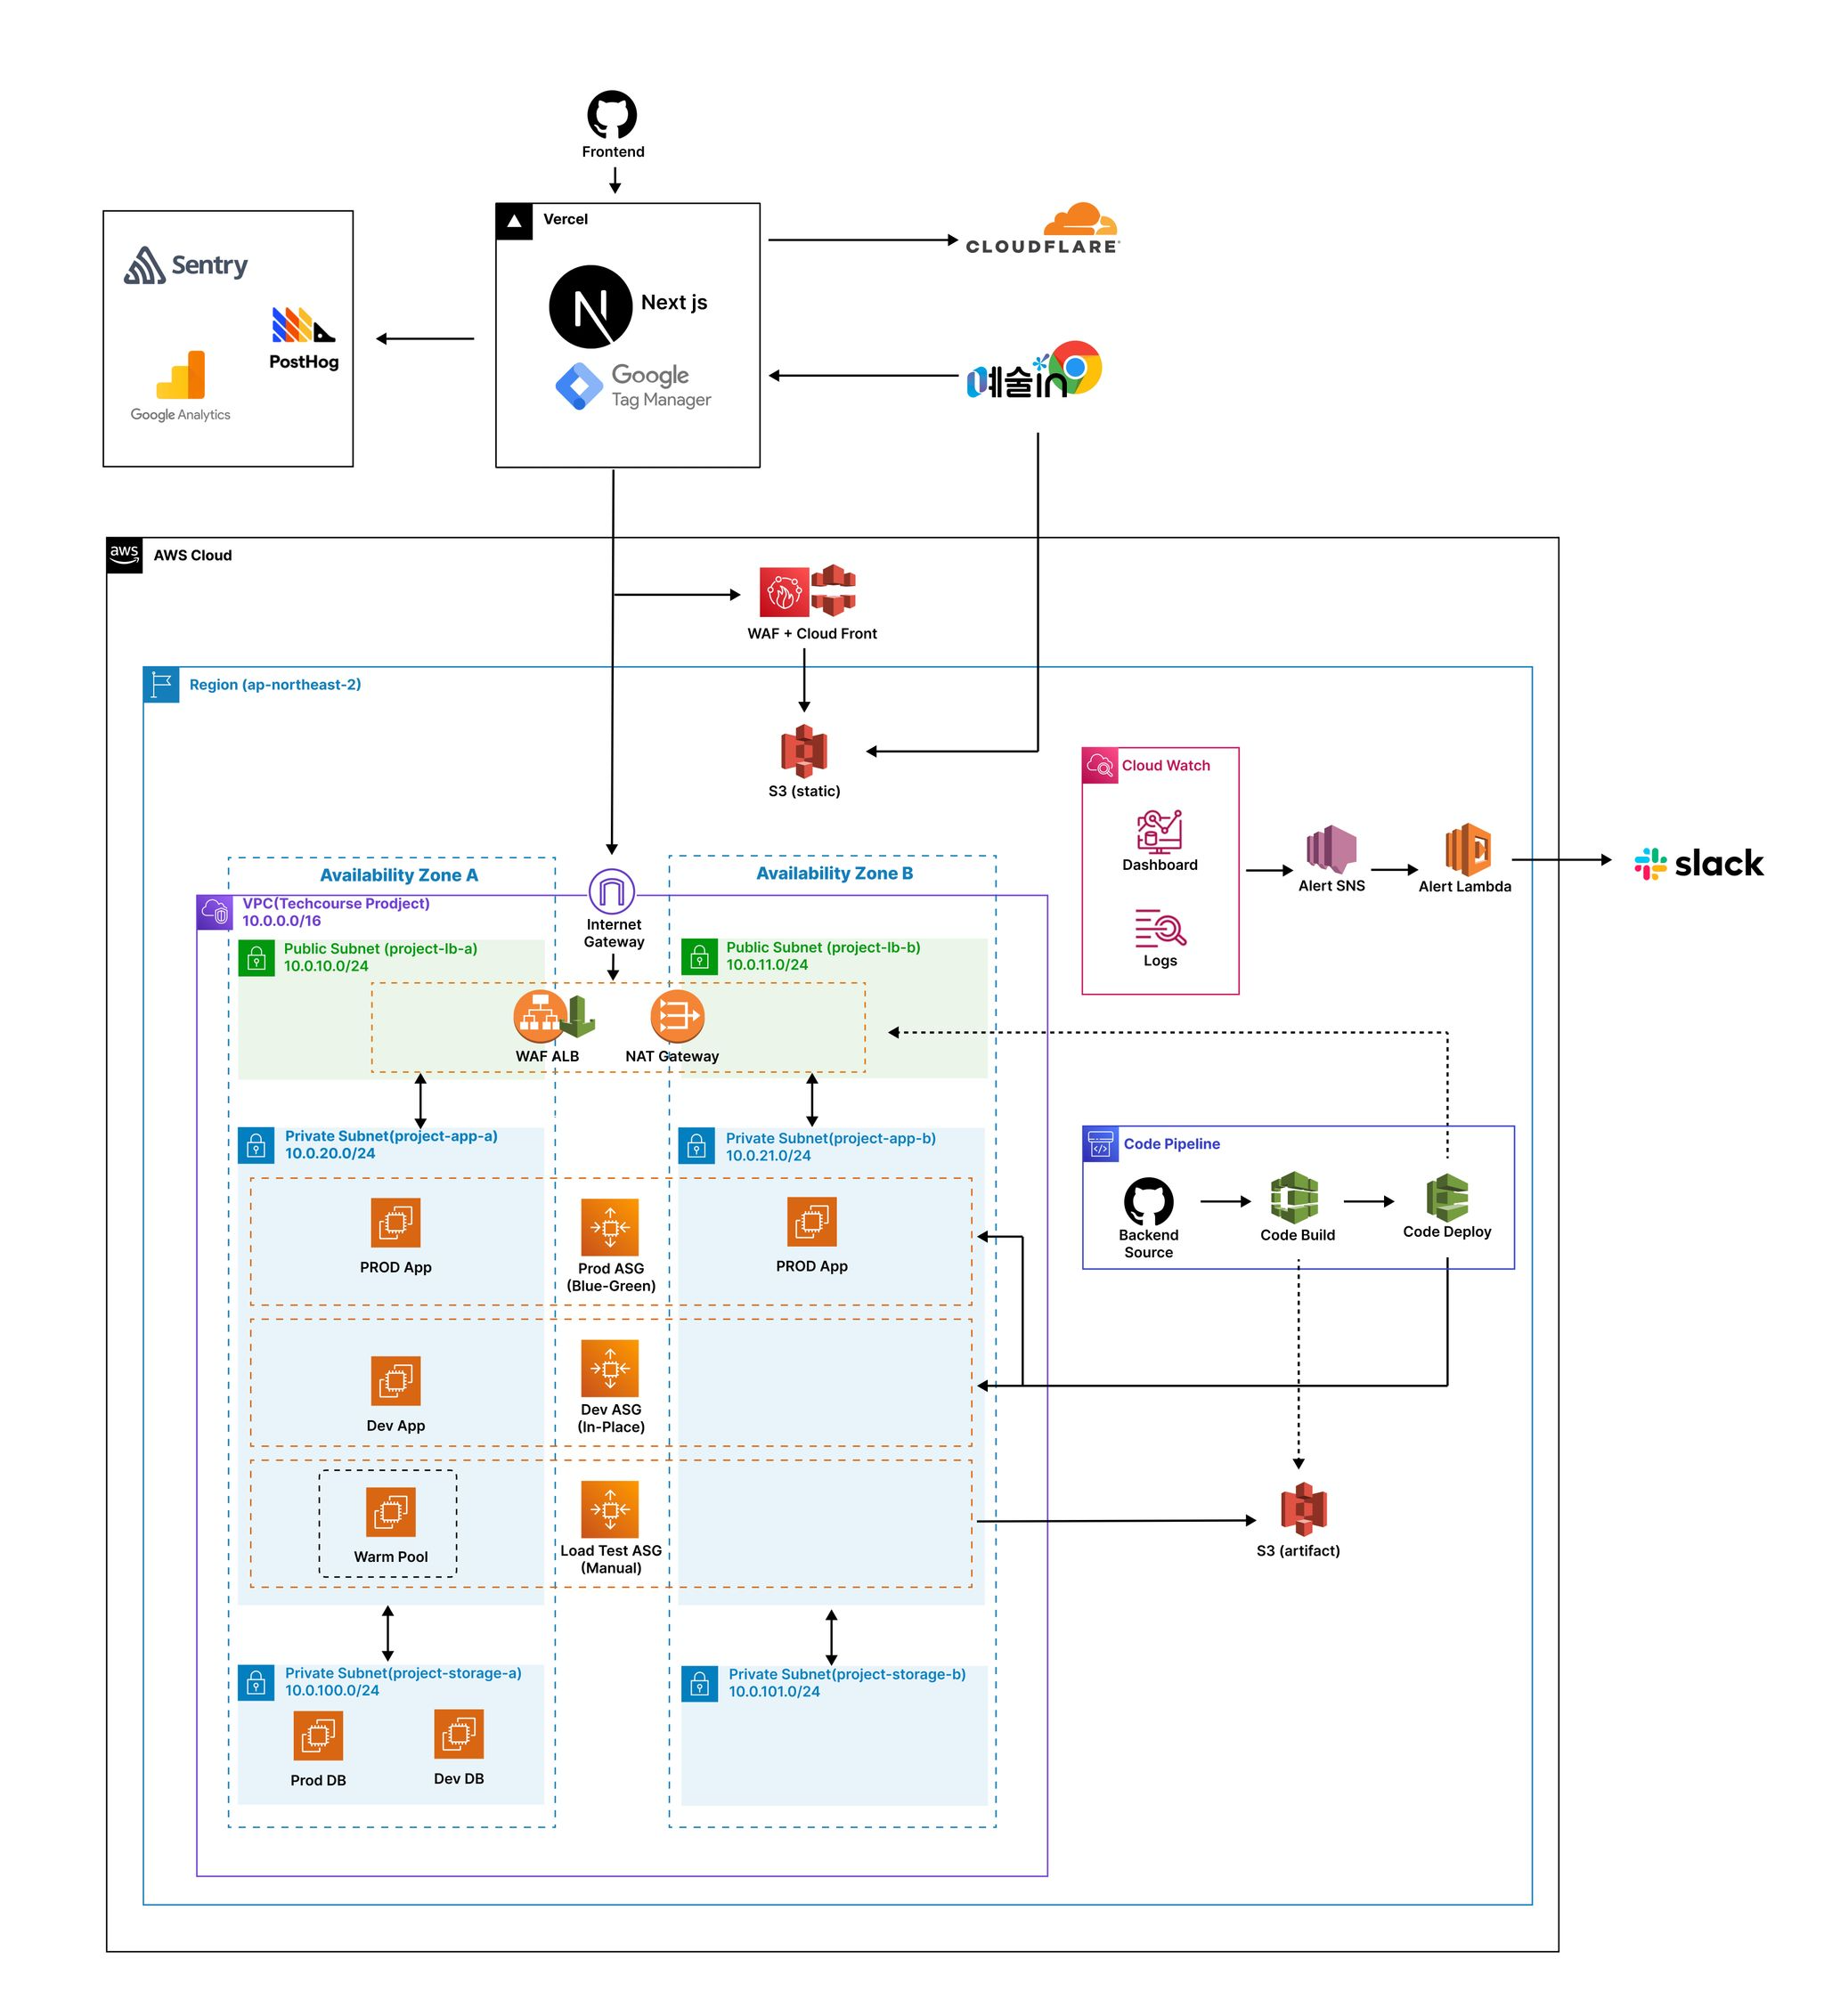 Frontend
Vercel
Next js
Google
Tag Manager
Sentry
PostHog
Google Analytics
CLOUDFLARE
예술in
aws
AWS Cloud
WAF + Cloud Front
Region (ap-northeast-2)
S3 (static)
Cloud Watch
Dashboard
Logs
Alert SNS
Alert Lambda
slack
Availability Zone A
Availability Zone B
VPC(Techcourse Prodject)
10.0.0.0/16
Internet
Gateway
Public Subnet (project-lb-a)
10.0.10.0/24
Public Subnet (project-lb-b)
10.0.11.0/24
WAF ALB
NAT Gateway
Private Subnet(project-app-a)
10.0.20.0/24
Private Subnet(project-app-b)
10.0.21.0/24
Code Pipeline
Backend
Source
Code Build
Code Deploy
PROD App
Prod ASG
(Blue-Green)
PROD App
Dev App
Dev ASG
(In-Place)
Warm Pool
Load Test ASG
(Manual)
S3 (artifact)
Private Subnet(project-storage-a)
10.0.100.0/24
Private Subnet(project-storage-b)
10.0.101.0/24
Prod DB
Dev DB